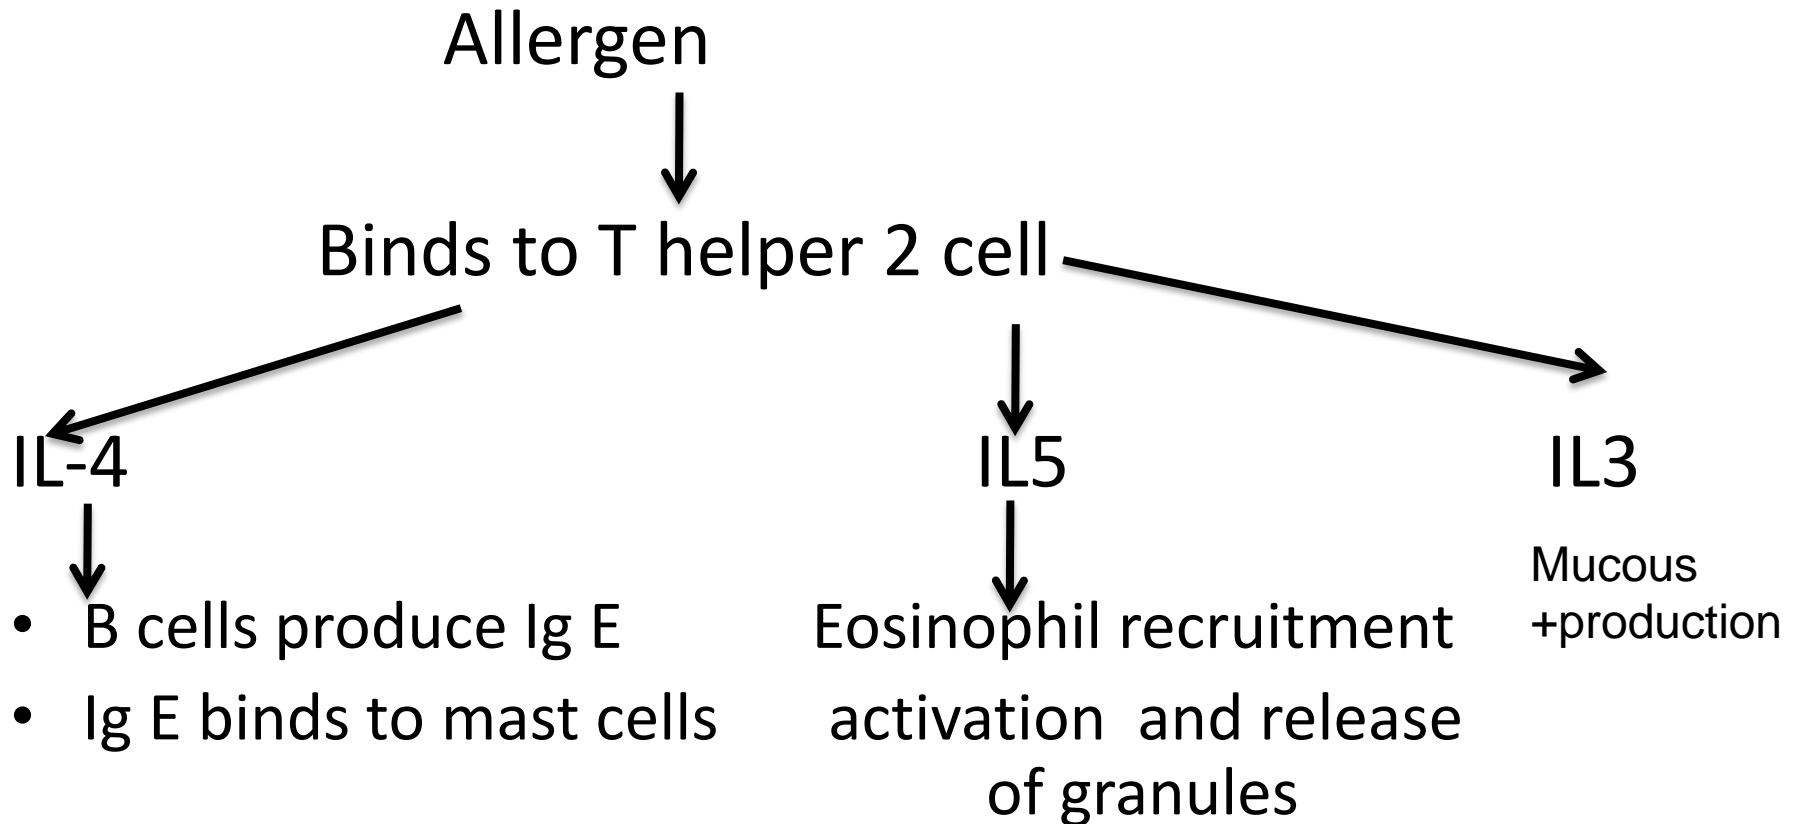 Allergen
Binds to T helper 2 cell
IL-4
IL5
IL3
• B cells produce Ig E
• Ig E binds to mast cells
Eosinophil recruitment
activation and release
of granules
Mucous
+production